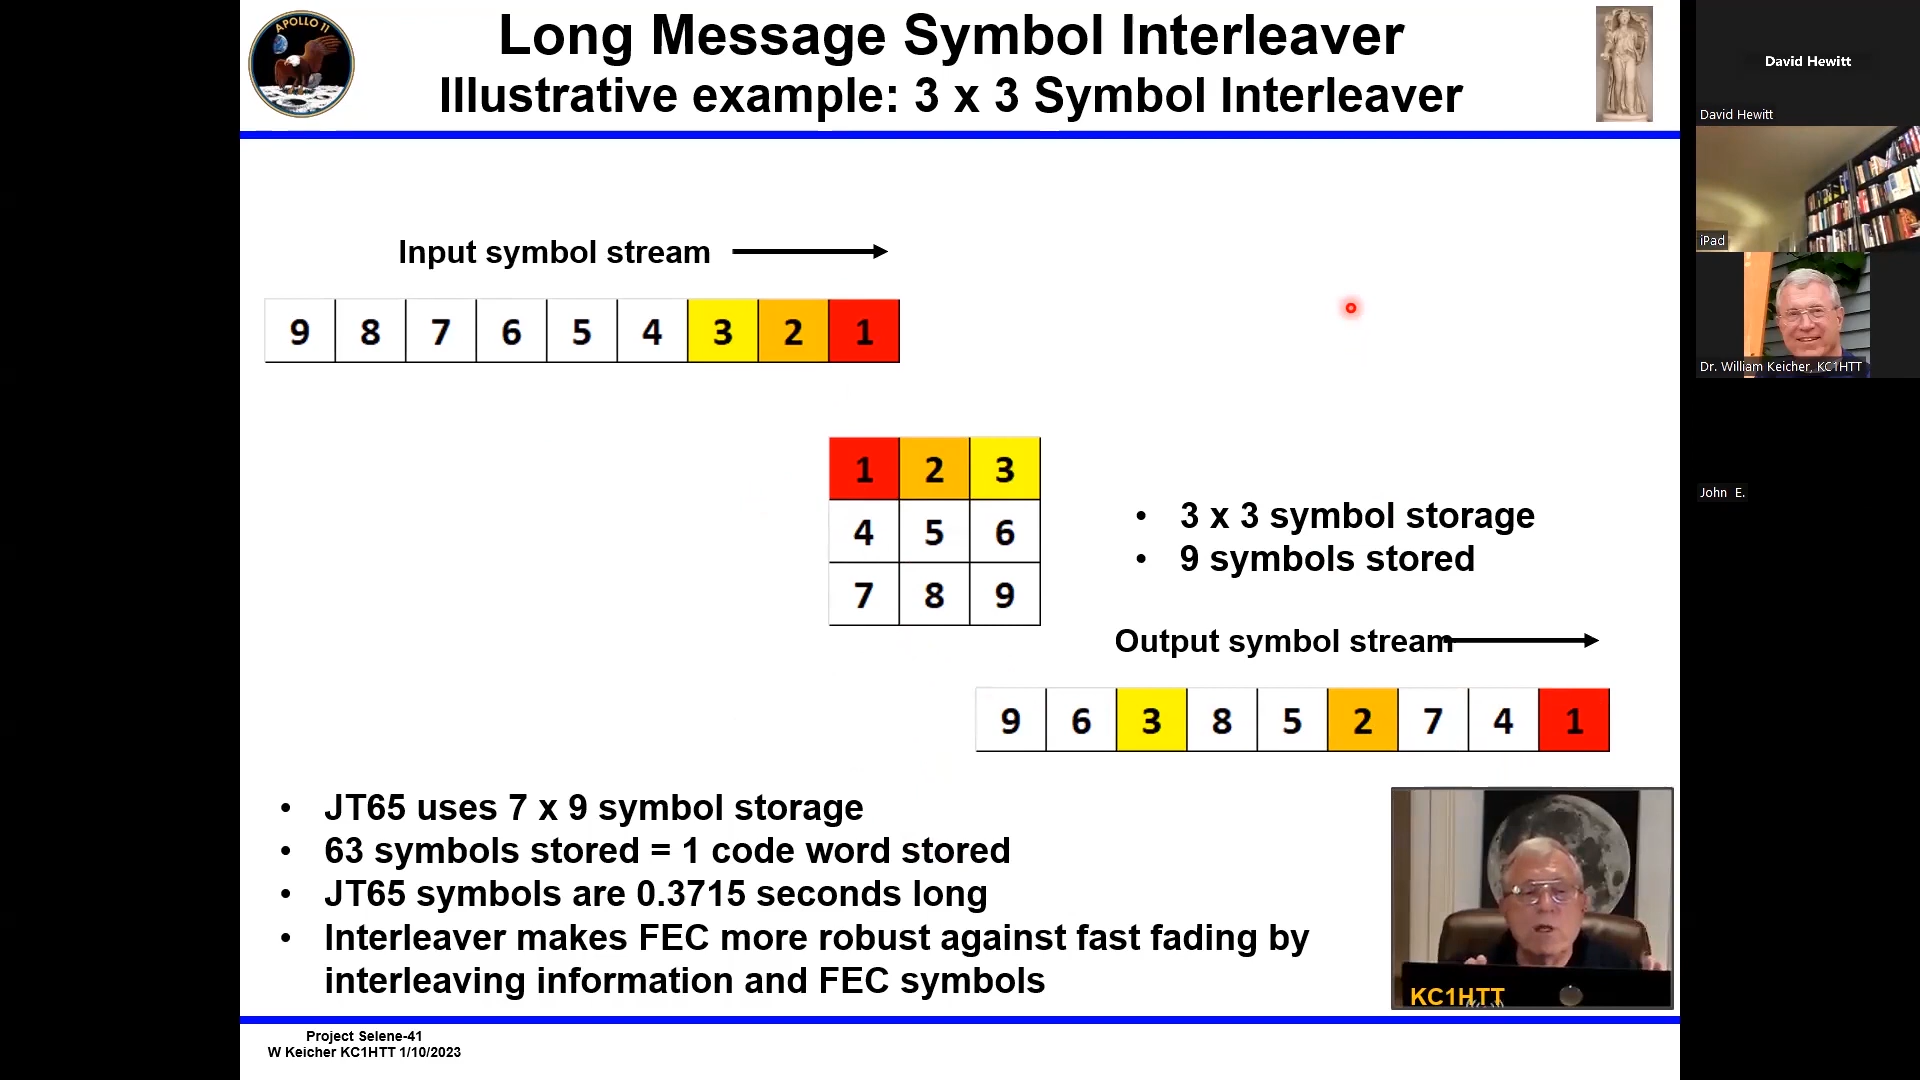 APOLLO 11
Long Message Symbol Interleaver
Illustrative example: 3 x 3 Symbol Interleaver
Input symbol stream
9 8 7 6 5 4 3 2 1
1 2 3
4 5 6
7 8 9
• 3 x 3 symbol storage
• 9 symbols stored
Output symbol stream
9 6 3 8 5 2 7 4 1
• JT65 uses 7 x 9 symbol storage
• 63 symbols stored = 1 code word stored
• JT65 symbols are 0.3715 seconds long
• Interleaver makes FEC more robust against fast fading by
interleaving information and FEC symbols
KC1HTT
Project Selene-41
W Keicher KC1HTT 1/10/2023
David Hewitt
David Hewitt
iPad
Dr. William Keicher, KC1HTT
John E.